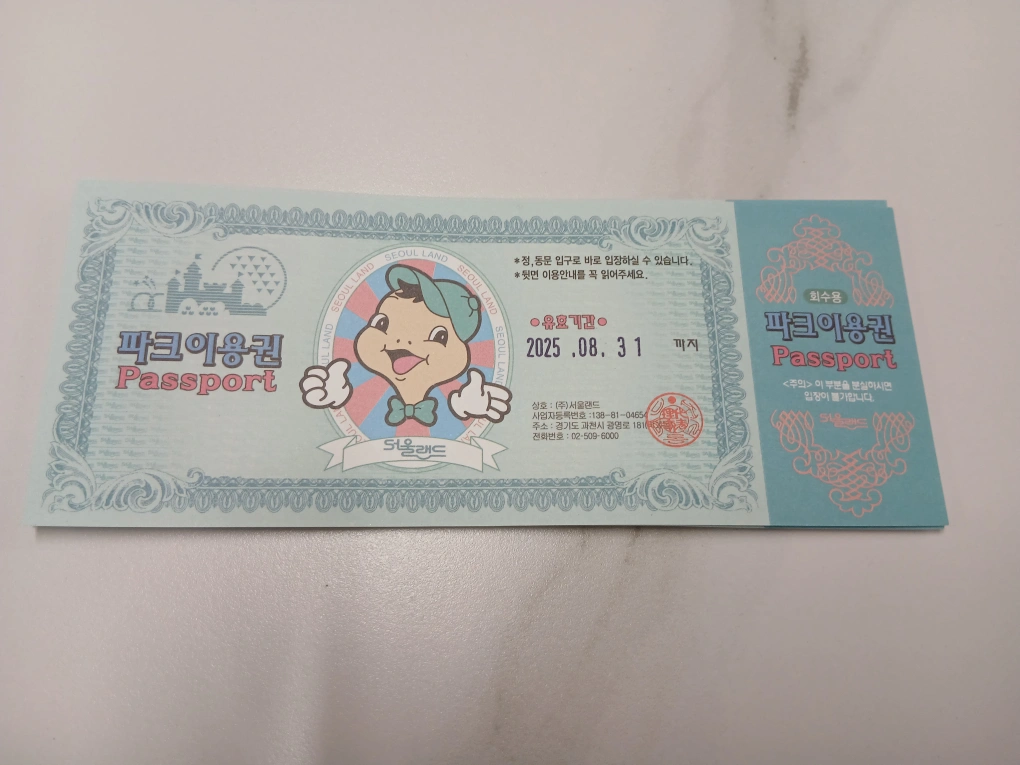 파크이용권
Passport
SEOUL LAND SEOUL LAND SEOUL LAND SEOUL LAND
서울랜드
*정,동문 입구로 바로 입장하실 수 있습니다.
*뒷면 이용안내를 꼭 읽어주세요.
유효기간
2025 .08. 31 까지
상호 : (주)서울랜드
사업자등록번호 :138-81-04654
주소 : 경기도 과천시 광명로 181
전화번호 : 02-509-6000
회수용
파크이용권
Passport
<주의> 이 부분을 분실하시면
입장이 불가합니다.
서울랜드